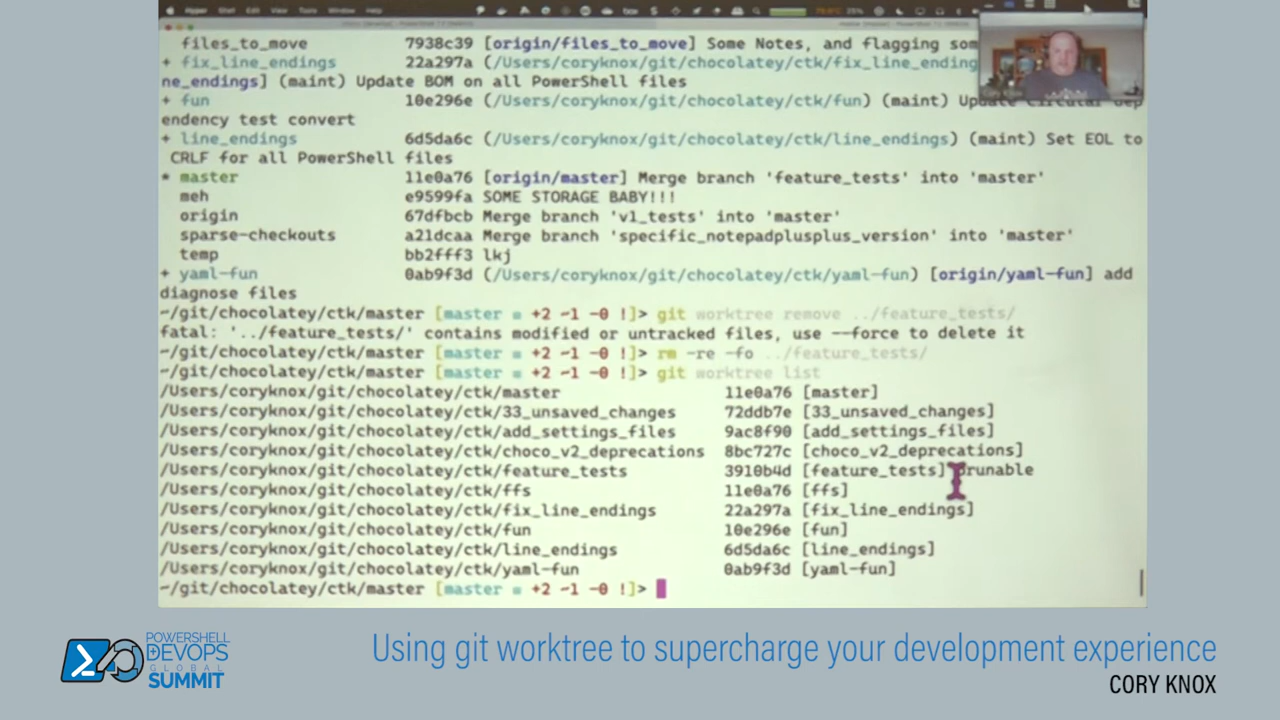 files_to_move 7938c39 [origin/files_to_move] Some Notes, and flagging som
+ fix_line_endings 22a297a (/Users/coryknox/git/chocolatey/ctk/fix_line_ending
ne_endings] (maint) Update BOM on all PowerShell files
+ fun 10e296e (/Users/coryknox/git/chocolatey/ctk/fun) (maint) Update Circular dep
endency test convert
+ line_endings 6d5da6c (/Users/coryknox/git/chocolatey/ctk/line_endings) (maint) Set EOL to
CRLF for all PowerShell files
* master 11e0a76 [origin/master] Merge branch 'feature_tests' into 'master'
meh e9599fa SOME STORAGE BABY!!!
origin 67dfbcb Merge branch 'v1_tests' into 'master'
sparse-checkouts a21dcaa Merge branch 'specific_notepadplusplus_version' into 'master'
temp bb2fff3 lkj
+ yaml-fun 0ab9f3d (/Users/coryknox/git/chocolatey/ctk/yaml-fun) [origin/yaml-fun] add
diagnose files
~/git/chocolatey/ctk/master [master ≡ +2 ~1 -0 !]> git worktree remove ../feature_tests/
fatal: '../feature_tests/' contains modified or untracked files, use --force to delete it
~/git/chocolatey/ctk/master [master ≡ +2 ~1 -0 !]> rm -re -fo ../feature_tests/
~/git/chocolatey/ctk/master [master ≡ +2 ~1 -0 !]> git worktree list
/Users/coryknox/git/chocolatey/ctk/master 11e0a76 [master]
/Users/coryknox/git/chocolatey/ctk/33_unsaved_changes 72ddb7e [33_unsaved_changes]
/Users/coryknox/git/chocolatey/ctk/add_settings_files 9ac8f90 [add_settings_files]
/Users/coryknox/git/chocolatey/ctk/choco_v2_deprecations 8bc727c [choco_v2_deprecations]
/Users/coryknox/git/chocolatey/ctk/feature_tests 3910b4d [feature_tests] prunable
/Users/coryknox/git/chocolatey/ctk/ffs 11e0a76 [ffs]
/Users/coryknox/git/chocolatey/ctk/fix_line_endings 22a297a [fix_line_endings]
/Users/coryknox/git/chocolatey/ctk/fun 10e296e [fun]
/Users/coryknox/git/chocolatey/ctk/line_endings 6d5da6c [line_endings]
/Users/coryknox/git/chocolatey/ctk/yaml-fun 0ab9f3d [yaml-fun]
~/git/chocolatey/ctk/master [master ≡ +2 ~1 -0 !]>
POWERSHELL
DEVOPS
GLOBAL
SUMMIT
Using git worktree to supercharge your development experience
CORY KNOX